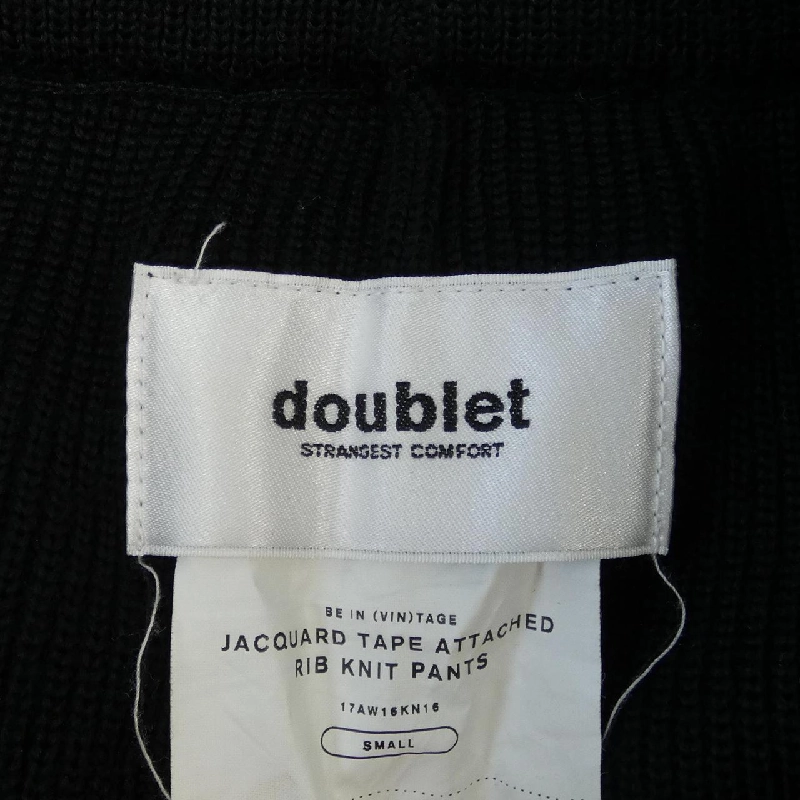 doublet
STRANGEST COMFORT
BE IN (VIN)TAGE
JACQUARD TAPE ATTACHED
RIB KNIT PANTS
17AW16KN16
SMALL